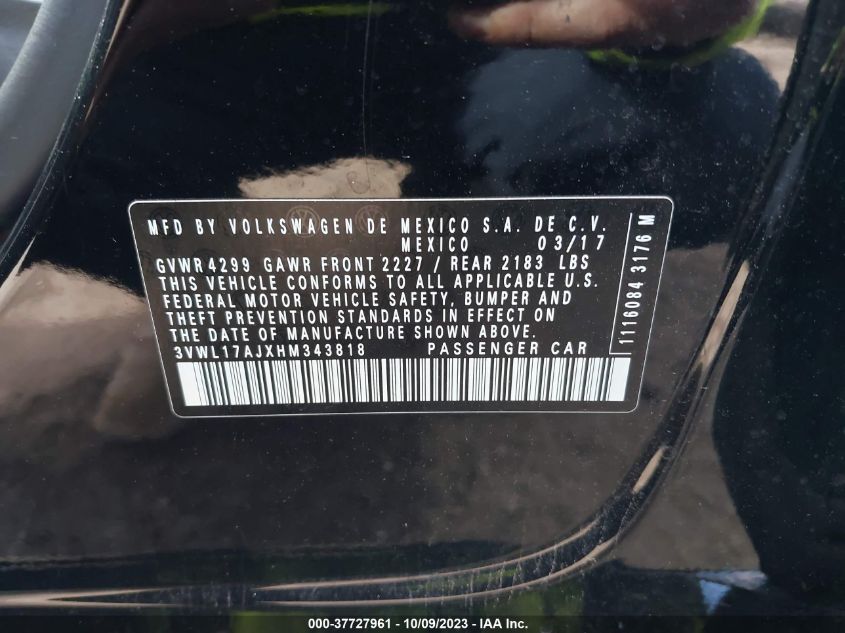 MFD BY VOLKSWAGEN DE MEXICO S.A. DE C.V.
MEXICO 03/17
GVWR 4299 GAWR FRONT 2227 / REAR 2183 LBS
THIS VEHICLE CONFORMS TO ALL APPLICABLE U.S.
FEDERAL MOTOR VEHICLE SAFETY, BUMPER AND
THEFT PREVENTION STANDARDS IN EFFECT ON
THE DATE OF MANUFACTURE SHOWN ABOVE.
3VWL17AJXHM343818 PASSENGER CAR
1116084 3176 M
000-37727961 - 10/09/2023 - IAA Inc.